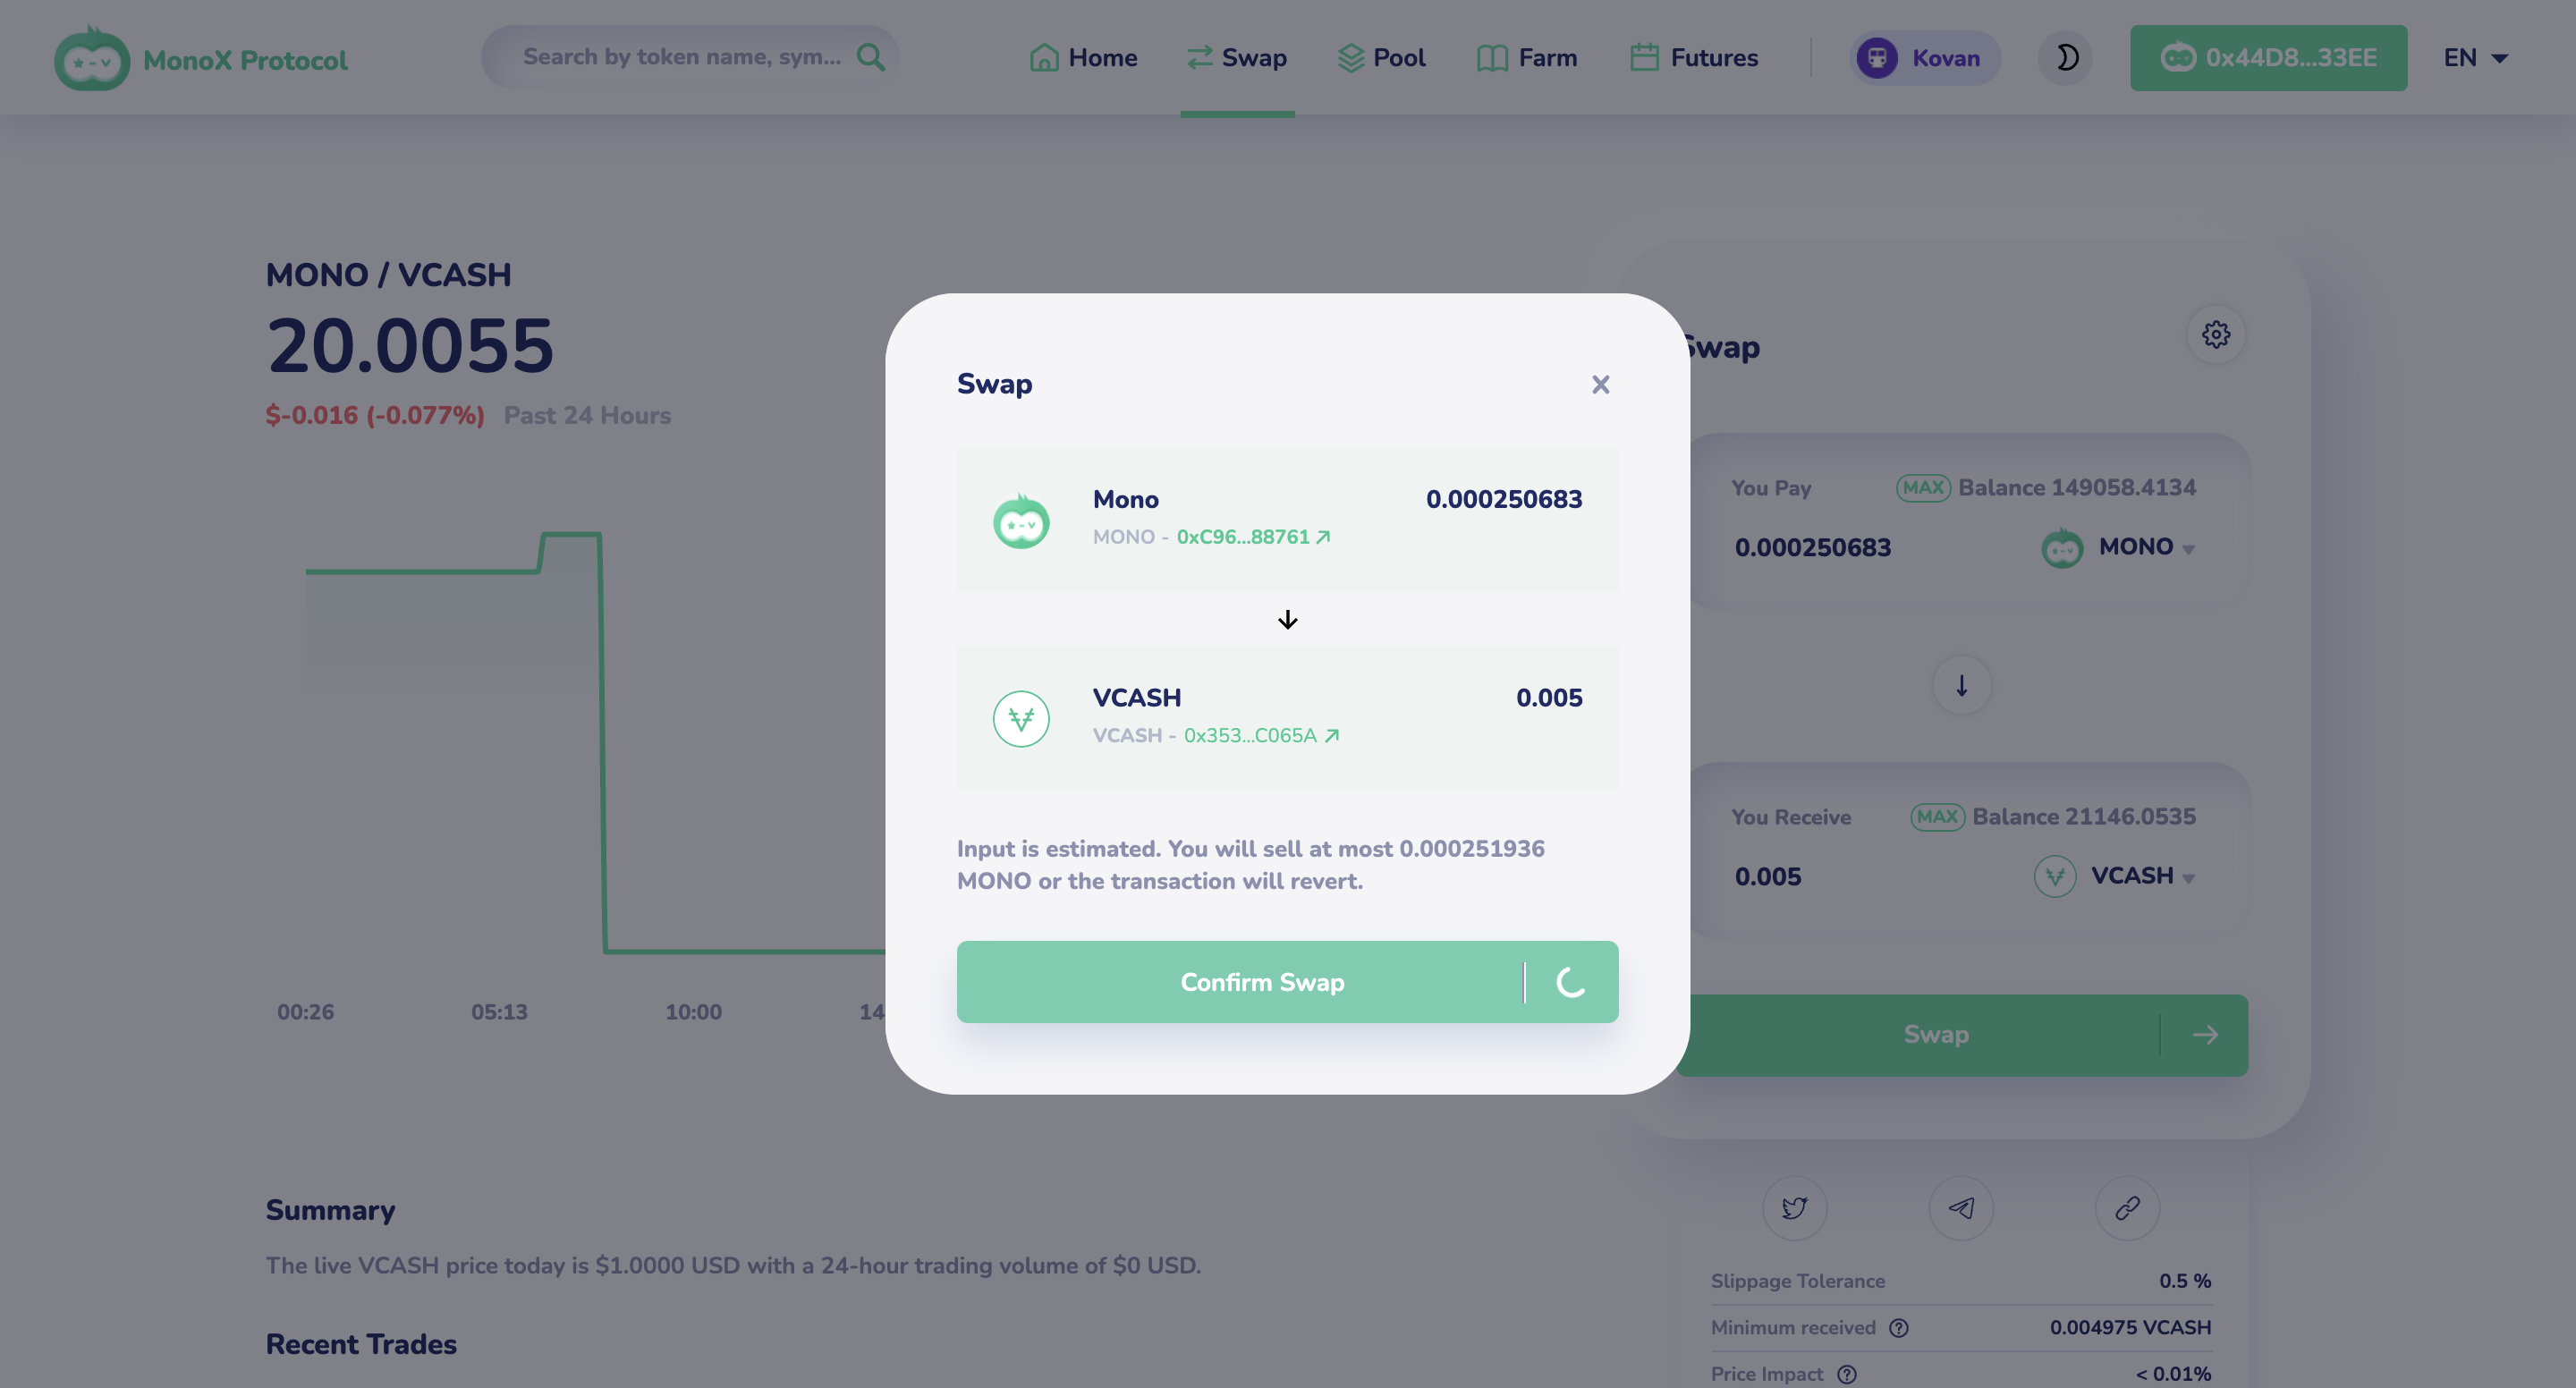 MonoX Protocol
Search by token name, sym...
Home
Swap
Pool
Farm
Futures
Kovan
0x44D8...33EE
EN
MONO / VCASH
20.0055
$-0.016 (-0.077%) Past 24 Hours
00:26
05:13
10:00
14
Swap
Mono
0.000250683
MONO - 0xC96...88761
VCASH
0.005
VCASH - 0x353...C065A
Input is estimated. You will sell at most 0.000251936
MONO or the transaction will revert.
Confirm Swap
Swap
You Pay
MAX Balance 149058.4134
0.000250683
MONO
You Receive
MAX Balance 21146.0535
0.005
VCASH
Swap
Summary
The live VCASH price today is $1.0000 USD with a 24-hour trading volume of $0 USD.
Recent Trades
Slippage Tolerance
0.5 %
Minimum received
0.004975 VCASH
Price Impact
< 0.01%